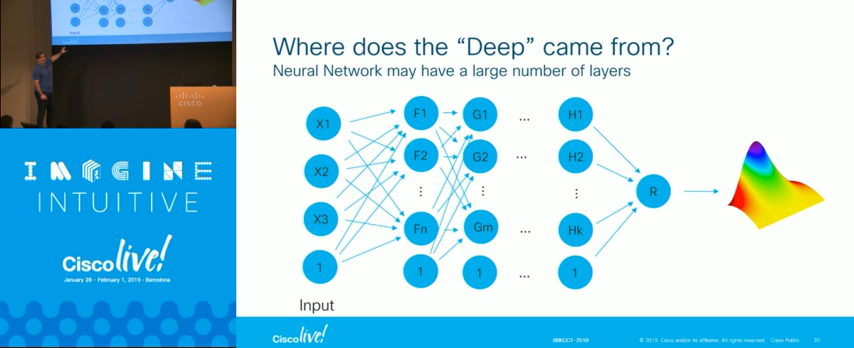 Input
CISCO
IMAGINE
INTUITIVE
Cisco live!
January 28 - February 1, 2019 · Barcelona
Where does the “Deep” came from?
Neural Network may have a large number of layers
X1
X2
X3
1
Input
F1
F2
⋮
Fn
1
G1
G2
⋮
Gm
1
...
...
...
...
H1
H2
⋮
Hk
1
R
Cisco live!
© 2019 Cisco and/or its affiliates. All rights reserved. Cisco Public